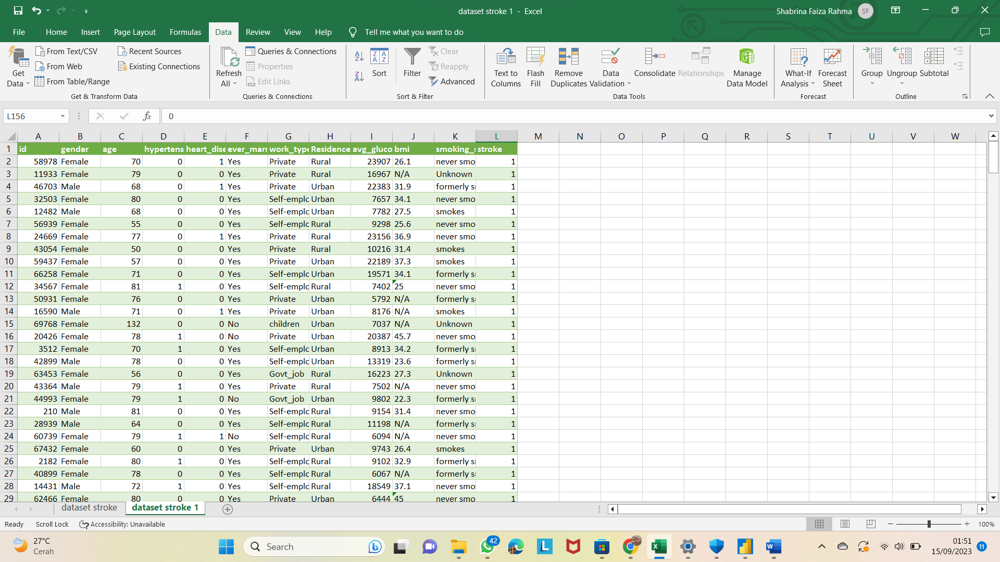 dataset stroke 1 - Excel
Shabrina Faiza Rahma SF
File Home Insert Page Layout Formulas Data Review View Help Tell me what you want to do
Get Data
From Text/CSV
From Web
From Table/Range
Recent Sources
Existing Connections
Get & Transform Data
Refresh All
Queries & Connections
Properties
Edit Links
Queries & Connections
Sort
Filter
Clear
Reapply
Advanced
Sort & Filter
Text to Columns
Flash Fill
Remove Duplicates
Data Validation
Consolidate
Relationships
Manage Data Model
Data Tools
What-If Analysis
Forecast Sheet
Forecast
Group
Ungroup
Subtotal
Outline
L156 fx 0
A B C D E F G H I J K L M N O P Q R S T U V W
1 id gender age hypertens heart_dise ever_marr work_type Residence avg_gluco bmi smoking_s stroke
2 58978 Female 70 0 1 Yes Private Rural 23907 26.1 never smo 1
3 11933 Female 79 0 0 Yes Private Rural 16967 N/A Unknown 1
4 46703 Male 68 0 1 Yes Private Urban 22383 31.9 formerly sr 1
5 32503 Female 80 0 0 Yes Self-emplc Urban 7657 34.1 never smo 1
6 12482 Male 68 0 0 Yes Self-emplc Urban 7782 27.5 smokes 1
7 56939 Female 55 0 0 Yes Self-emplc Rural 9298 25.6 never smo 1
8 24669 Female 77 0 1 Yes Private Rural 23156 36.9 never smo 1
9 43054 Female 50 0 0 Yes Private Rural 10216 31.4 smokes 1
10 59437 Female 57 0 0 Yes Private Urban 22189 37.3 smokes 1
11 66258 Female 71 0 0 Yes Self-emplc Urban 19571 34.1 formerly sr 1
12 34567 Female 81 1 0 Yes Self-emplc Rural 7402 25 never smo 1
13 50931 Female 76 0 0 Yes Private Urban 5792 N/A formerly sr 1
14 16590 Male 71 0 1 Yes Private Urban 8176 N/A smokes 1
15 69768 Female 132 0 0 No children Urban 7037 N/A Unknown 1
16 20426 Female 78 1 0 No Private Urban 20387 45.7 never smo 1
17 3512 Female 70 1 0 Yes Self-emplc Urban 8913 34.2 formerly sr 1
18 42899 Male 78 0 0 Yes Self-emplc Urban 13319 23.6 formerly sr 1
19 63453 Female 56 0 0 Yes Govt_job Rural 16223 27.3 Unknown 1
20 43364 Male 79 1 0 Yes Private Rural 7502 N/A never smo 1
21 44993 Female 79 1 0 No Govt_job Urban 9802 22.3 formerly sr 1
22 210 Male 81 0 0 Yes Self-emplc Rural 9154 31.4 never smo 1
23 28939 Male 64 0 0 Yes Self-emplc Rural 11198 N/A formerly sr 1
24 60739 Female 79 1 1 No Self-emplc Rural 6094 N/A never smo 1
25 67432 Female 60 0 0 Yes Private Urban 9743 26.4 smokes 1
26 2182 Female 80 1 0 Yes Self-emplc Rural 9102 32.9 formerly sr 1
27 40899 Female 78 0 0 Yes Self-emplc Rural 6067 N/A formerly sr 1
28 14431 Male 72 1 0 Yes Self-emplc Rural 18549 37.1 never smo 1
29 62466 Female 80 0 0 Yes Private Urban 6444 45 never smo 1
dataset stroke dataset stroke 1
Ready Scroll Lock Accessibility: Unavailable 100%
27°C
Cerah
Search
42
01:51
15/09/2023
11